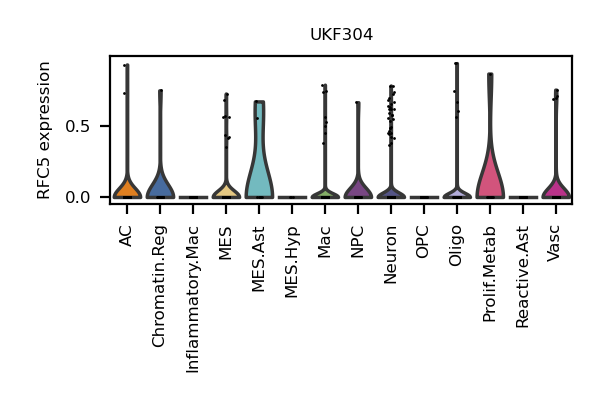 UKF304
RFC5 expression
0.5
0.0
AC
Chromatin.Reg
Inflammatory.Mac
MES
MES.Ast
MES.Hyp
Mac
NPC
Neuron
OPC
Oligo
Prolif.Metab
Reactive.Ast
Vasc